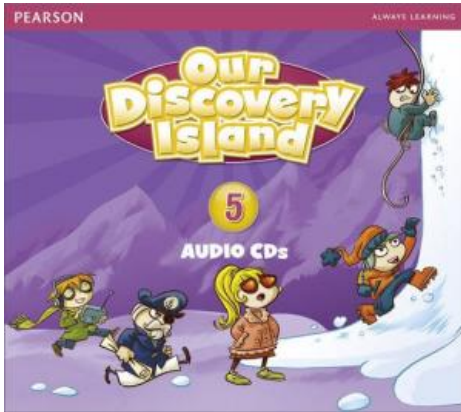 PEARSON
ALWAYS LEARNING
Our
Discovery
Island
5
AUDIO CDs